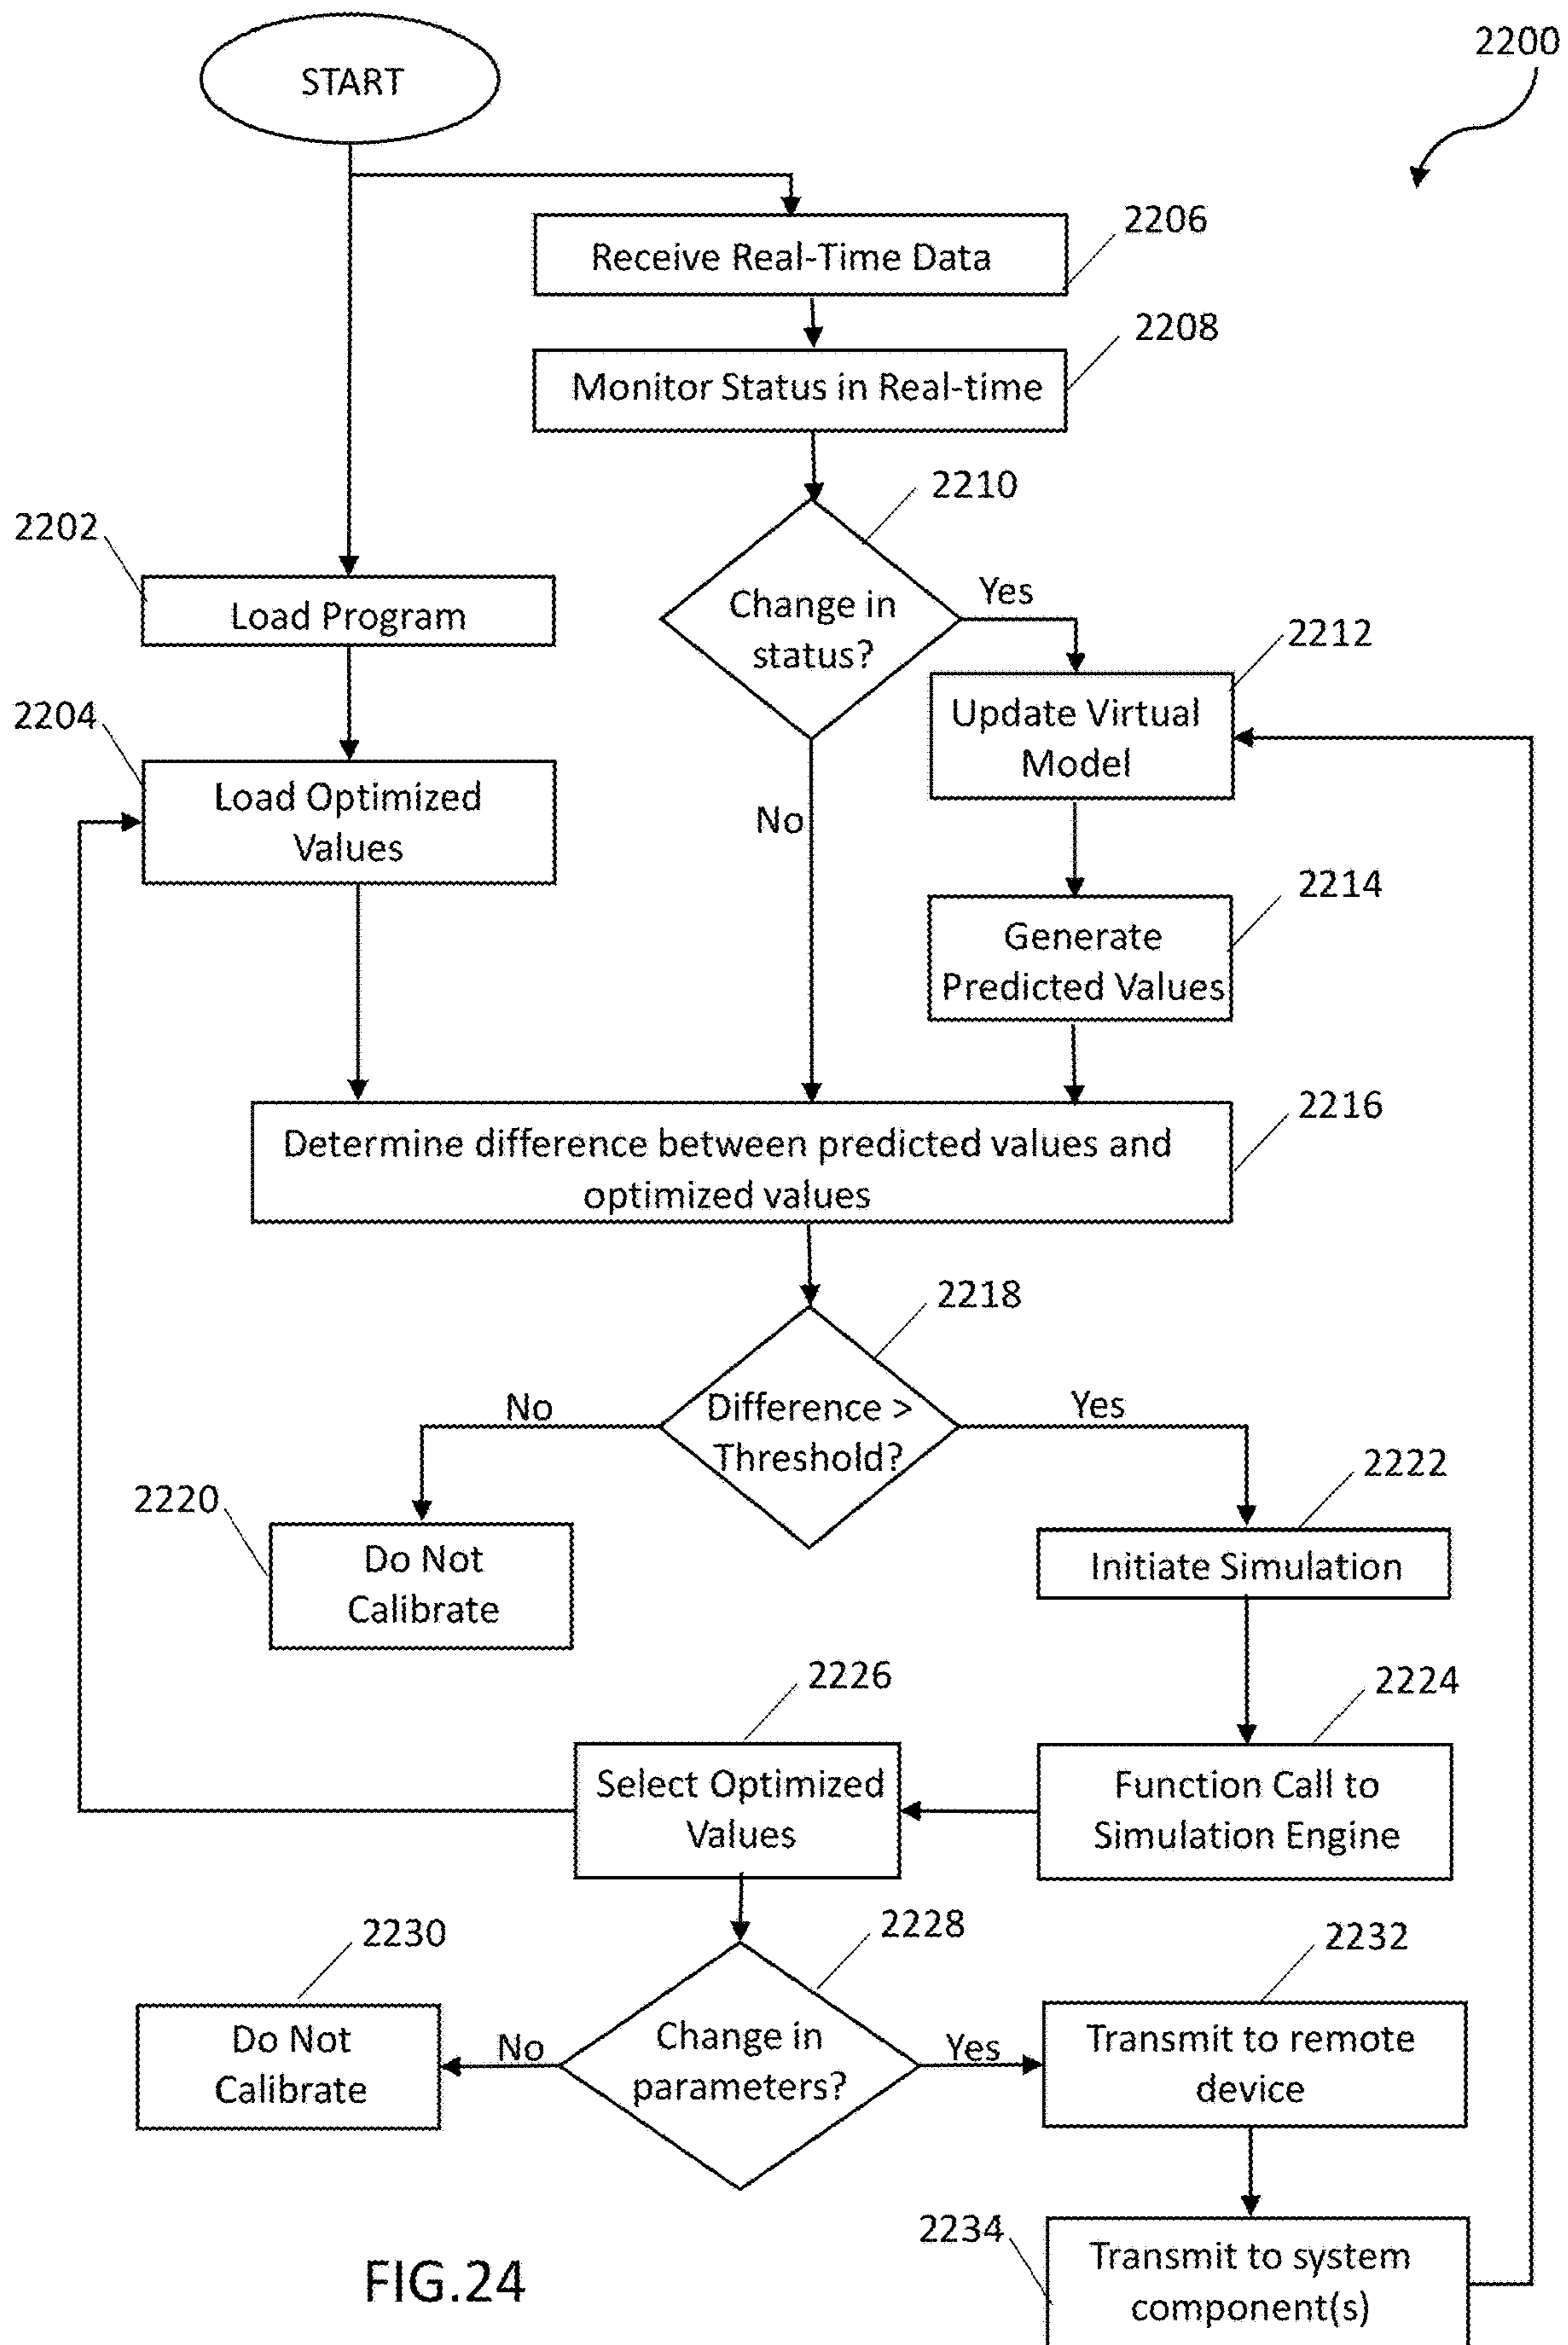 START
2200
Receive Real-Time Data
2206
Monitor Status in Real-time
2208
2210
Change in
status?
Yes
No
2202
Load Program
2212
Update Virtual
Model
2204
Load Optimized
Values
2214
Generate
Predicted Values
2216
Determine difference between predicted values and
optimized values
2218
Difference >
Threshold?
No
Yes
2220
Do Not
Calibrate
2222
Initiate Simulation
2226
Select Optimized
Values
2224
Function Call to
Simulation Engine
2228
Change in
parameters?
No
Yes
2230
Do Not
Calibrate
2232
Transmit to remote
device
2234
Transmit to system
component(s)
FIG.24